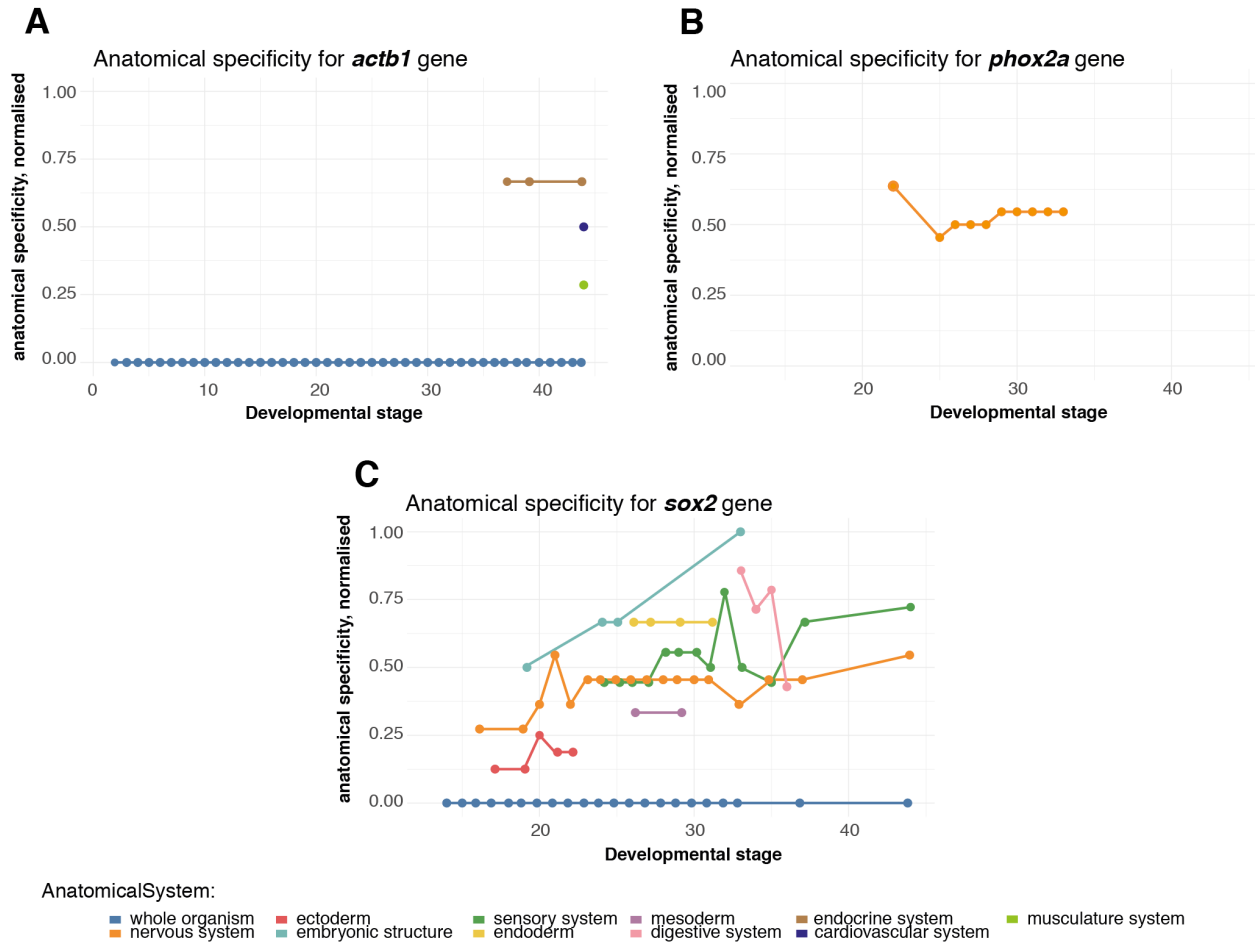 A
Anatomical specificity for actb1 gene
anatomical specificity, normalised
1.00
0.75
0.50
0.25
0.00
0 10 20 30 40
Developmental stage
B
Anatomical specificity for phox2a gene
anatomical specificity, normalised
1.00
0.75
0.50
0.25
0.00
20 30 40
Developmental stage
C
Anatomical specificity for sox2 gene
anatomical specificity, normalised
1.00
0.75
0.50
0.25
0.00
20 30 40
Developmental stage
AnatomicalSystem:
whole organism ectoderm sensory system mesoderm endocrine system musculature system
nervous system embryonic structure endoderm digestive system cardiovascular system